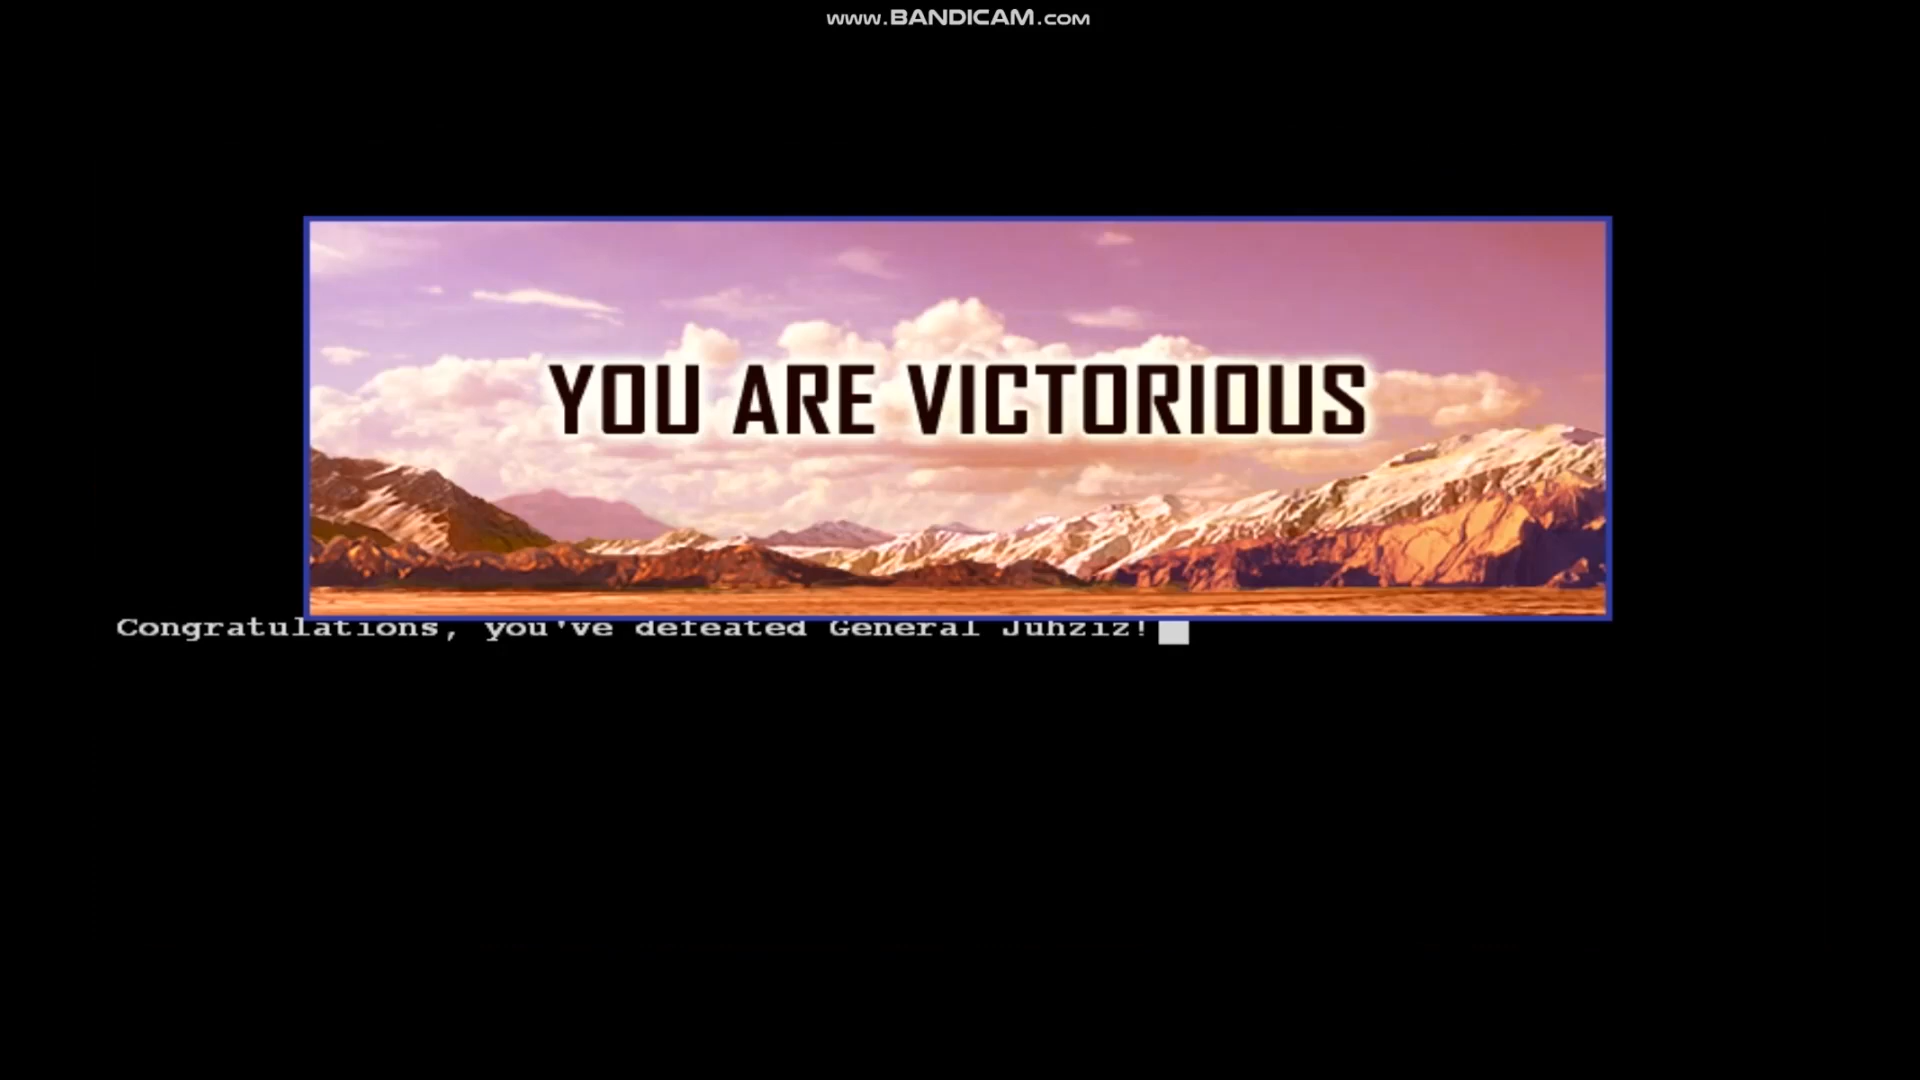 www.BANDICAM.com
YOU ARE VICTORIOUS
Congratulations, you've defeated General Juhziz!